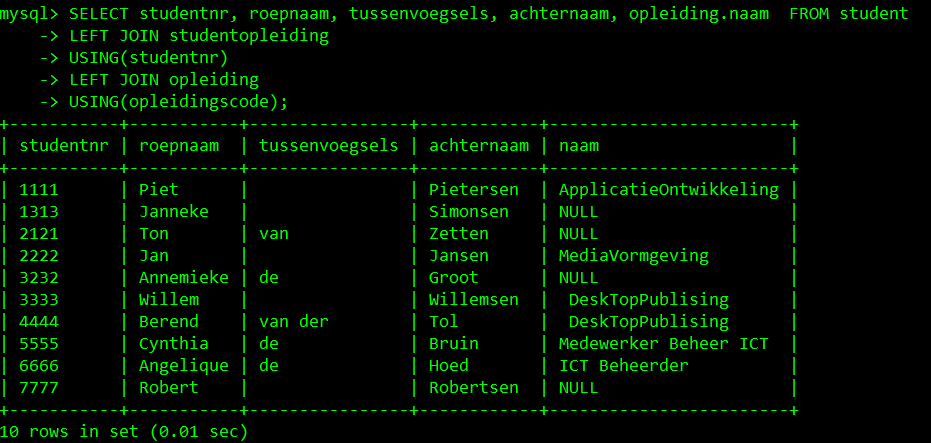 mysql> SELECT studentnr, roepnaam, tussenvoegsels, achternaam, opleiding.naam  FROM student
    -> LEFT JOIN studentopleiding
    -> USING(studentnr)
    -> LEFT JOIN opleiding
    -> USING(opleidingscode);
+-----------+-----------+----------------+------------+------------------------+
| studentnr | roepnaam  | tussenvoegsels | achternaam | naam                   |
+-----------+-----------+----------------+------------+------------------------+
| 1111      | Piet      |                | Pietersen  | ApplicatieOntwikkeling |
| 1313      | Janneke   |                | Simonsen   | NULL                   |
| 2121      | Ton       | van            | Zetten     | NULL                   |
| 2222      | Jan       |                | Jansen     | MediaVormgeving        |
| 3232      | Annemieke | de             | Groot      | NULL                   |
| 3333      | Willem    |                | Willemsen  |  DeskTopPublising      |
| 4444      | Berend    | van der        | Tol        |  DeskTopPublising      |
| 5555      | Cynthia   | de             | Bruin      | Medewerker Beheer ICT  |
| 6666      | Angelique | de             | Hoed       | ICT Beheerder          |
| 7777      | Robert    |                | Robertsen  | NULL                   |
+-----------+-----------+----------------+------------+------------------------+
10 rows in set (0.01 sec)